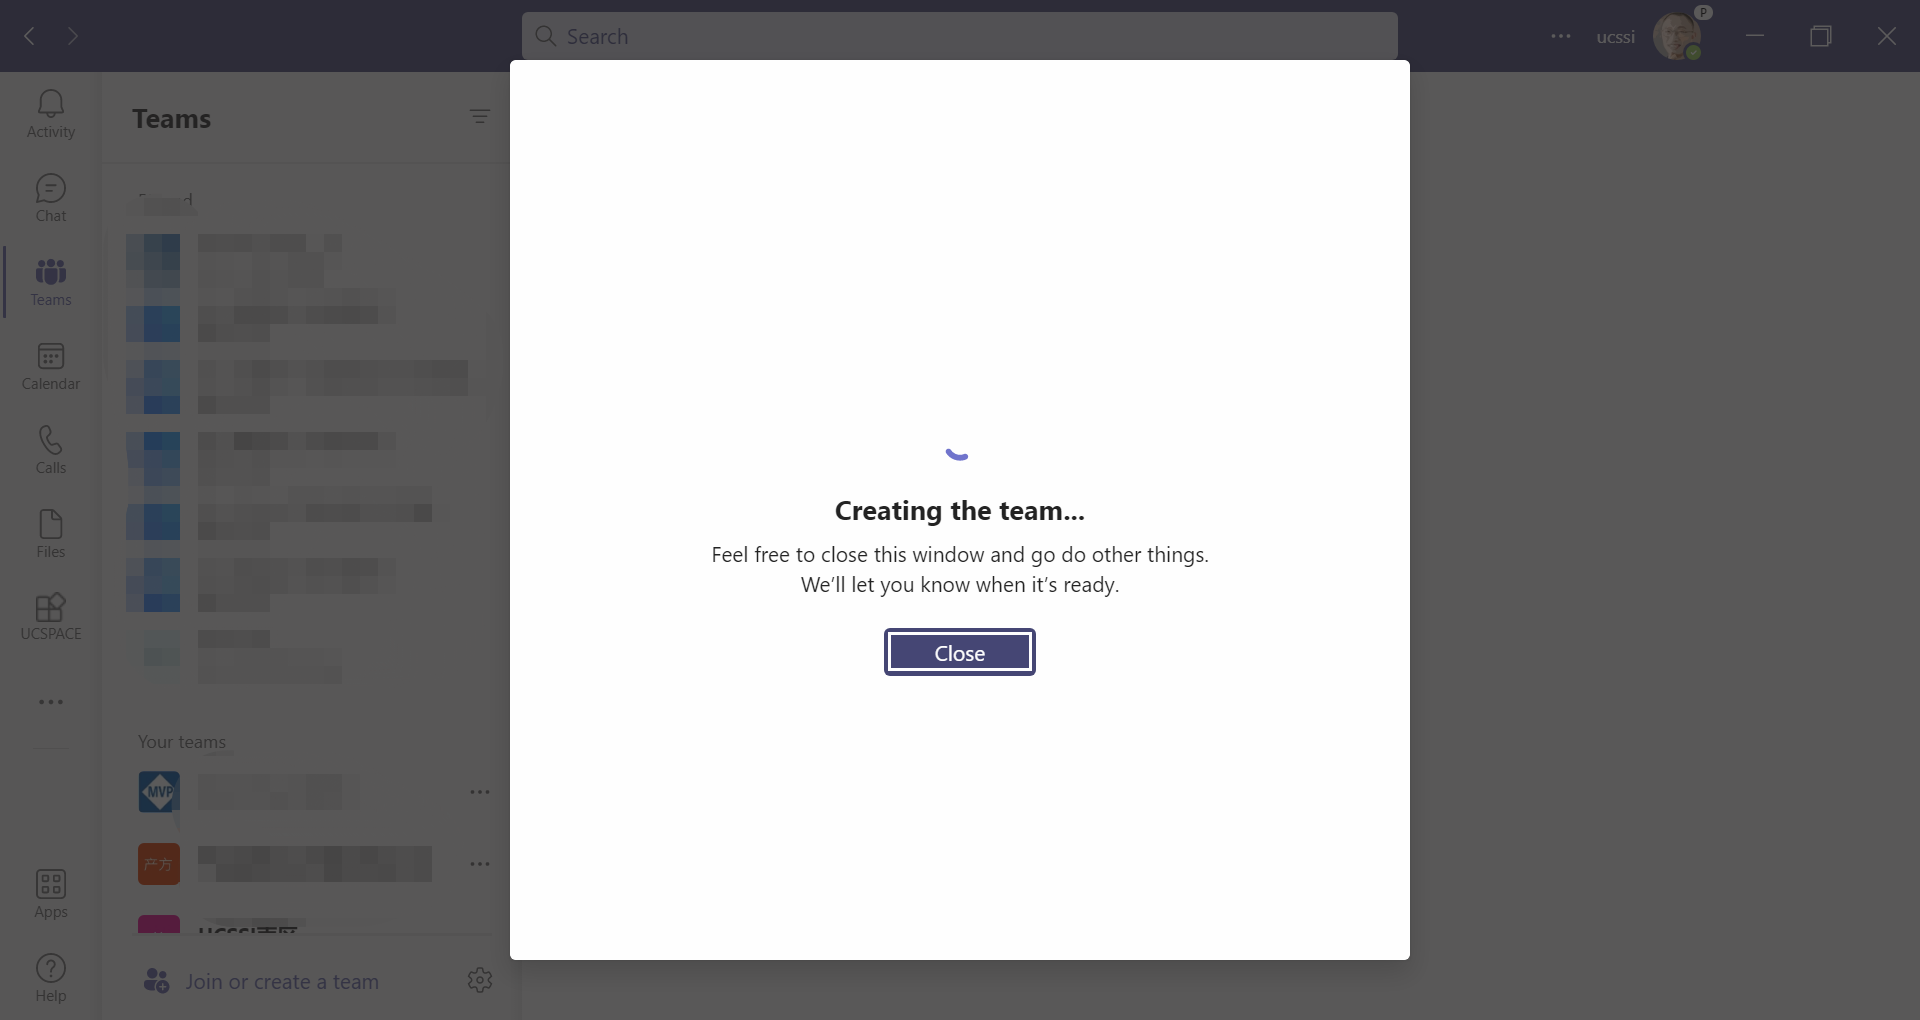 Search
ucssi
P
Activity
Chat
Teams
Calendar
Calls
Files
UCSPACE
Apps
Help
Teams
Your teams
MVP
产方
Join or create a team
Creating the team...
Feel free to close this window and go do other things.
We'll let you know when it's ready.
Close